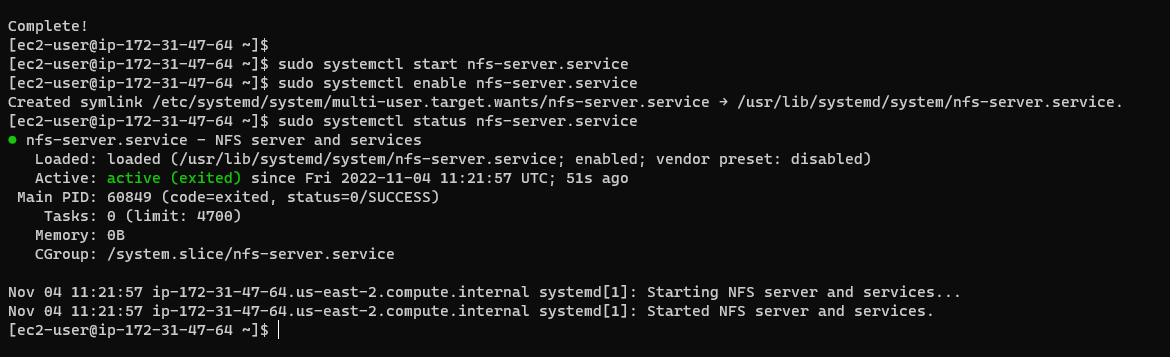 Complete!
[ec2-user@ip-172-31-47-64 ~]$
[ec2-user@ip-172-31-47-64 ~]$ sudo systemctl start nfs-server.service
[ec2-user@ip-172-31-47-64 ~]$ sudo systemctl enable nfs-server.service
Created symlink /etc/systemd/system/multi-user.target.wants/nfs-server.service → /usr/lib/systemd/system/nfs-server.service.
[ec2-user@ip-172-31-47-64 ~]$ sudo systemctl status nfs-server.service
● nfs-server.service - NFS server and services
   Loaded: loaded (/usr/lib/systemd/system/nfs-server.service; enabled; vendor preset: disabled)
   Active: active (exited) since Fri 2022-11-04 11:21:57 UTC; 51s ago
 Main PID: 60849 (code=exited, status=0/SUCCESS)
    Tasks: 0 (limit: 4700)
   Memory: 0B
   CGroup: /system.slice/nfs-server.service

Nov 04 11:21:57 ip-172-31-47-64.us-east-2.compute.internal systemd[1]: Starting NFS server and services...
Nov 04 11:21:57 ip-172-31-47-64.us-east-2.compute.internal systemd[1]: Started NFS server and services.
[ec2-user@ip-172-31-47-64 ~]$